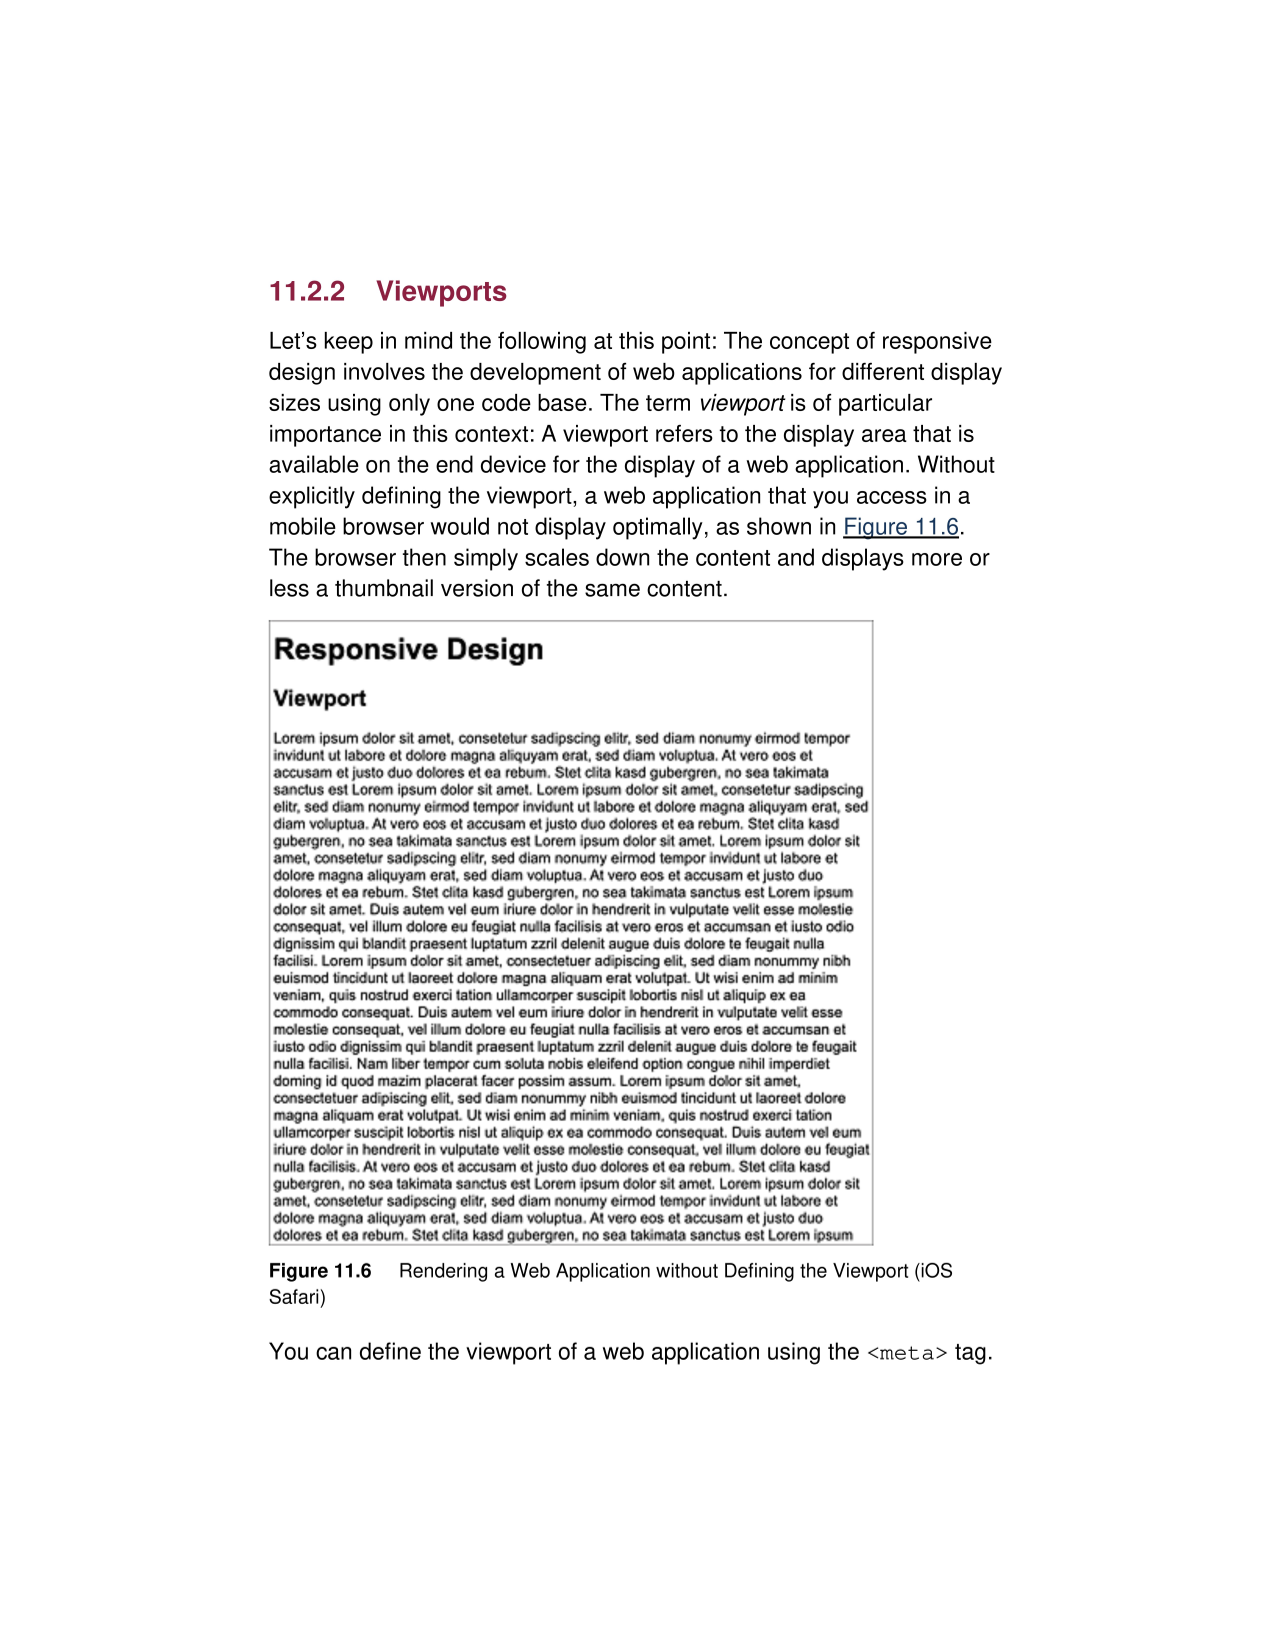 11.2.2 Viewports
Let’s keep in mind the following at this point: The concept of responsive
design involves the development of web applications for different display
sizes using only one code base. The term viewport is of particular
importance in this context: A viewport refers to the display area that is
available on the end device for the display of a web application. Without
explicitly defining the viewport, a web application that you access in a
mobile browser would not display optimally, as shown in Figure 11.6.
The browser then simply scales down the content and displays more or
less a thumbnail version of the same content.
Responsive Design
Viewport
Lorem ipsum dolor sit amet, consetetur sadipscing elitr, sed diam nonumy eirmod tempor
invidunt ut labore et dolore magna aliquyam erat, sed diam voluptua. At vero eos et
accusam et justo duo dolores et ea rebum. Stet clita kasd gubergren, no sea takimata
sanctus est Lorem ipsum dolor sit amet. Lorem ipsum dolor sit amet, consetetur sadipscing
elitr, sed diam nonumy eirmod tempor invidunt ut labore et dolore magna aliquyam erat, sed
diam voluptua. At vero eos et accusam et justo duo dolores et ea rebum. Stet clita kasd
gubergren, no sea takimata sanctus est Lorem ipsum dolor sit amet. Lorem ipsum dolor sit
amet, consetetur sadipscing elitr, sed diam nonumy eirmod tempor invidunt ut labore et
dolore magna aliquyam erat, sed diam voluptua. At vero eos et accusam et justo duo
dolores et ea rebum. Stet clita kasd gubergren, no sea takimata sanctus est Lorem ipsum
dolor sit amet. Duis autem vel eum iriure dolor in hendrerit in vulputate velit esse molestie
consequat, vel illum dolore eu feugiat nulla facilisis at vero eros et accumsan et iusto odio
dignissim qui blandit praesent luptatum zzril delenit augue duis dolore te feugait nulla
facilisi. Lorem ipsum dolor sit amet, consectetuer adipiscing elit, sed diam nonummy nibh
euismod tincidunt ut laoreet dolore magna aliquam erat volutpat. Ut wisi enim ad minim
veniam, quis nostrud exerci tation ullamcorper suscipit lobortis nisl ut aliquip ex ea
commodo consequat. Duis autem vel eum iriure dolor in hendrerit in vulputate velit esse
molestie consequat, vel illum dolore eu feugiat nulla facilisis at vero eros et accumsan et
iusto odio dignissim qui blandit praesent luptatum zzril delenit augue duis dolore te feugait
nulla facilisi. Nam liber tempor cum soluta nobis eleifend option congue nihil imperdiet
doming id quod mazim placerat facer possim assum. Lorem ipsum dolor sit amet,
consectetuer adipiscing elit, sed diam nonummy nibh euismod tincidunt ut laoreet dolore
magna aliquam erat volutpat. Ut wisi enim ad minim veniam, quis nostrud exerci tation
ullamcorper suscipit lobortis nisl ut aliquip ex ea commodo consequat. Duis autem vel eum
iriure dolor in hendrerit in vulputate velit esse molestie consequat, vel illum dolore eu feugiat
nulla facilisis. At vero eos et accusam et justo duo dolores et ea rebum. Stet clita kasd
gubergren, no sea takimata sanctus est Lorem ipsum dolor sit amet. Lorem ipsum dolor sit
amet, consetetur sadipscing elitr, sed diam nonumy eirmod tempor invidunt ut labore et
dolore magna aliquyam erat, sed diam voluptua. At vero eos et accusam et justo duo
dolores et ea rebum. Stet clita kasd gubergren, no sea takimata sanctus est Lorem ipsum
Figure 11.6 Rendering a Web Application without Defining the Viewport (iOS
Safari)
You can define the viewport of a web application using the <meta> tag.